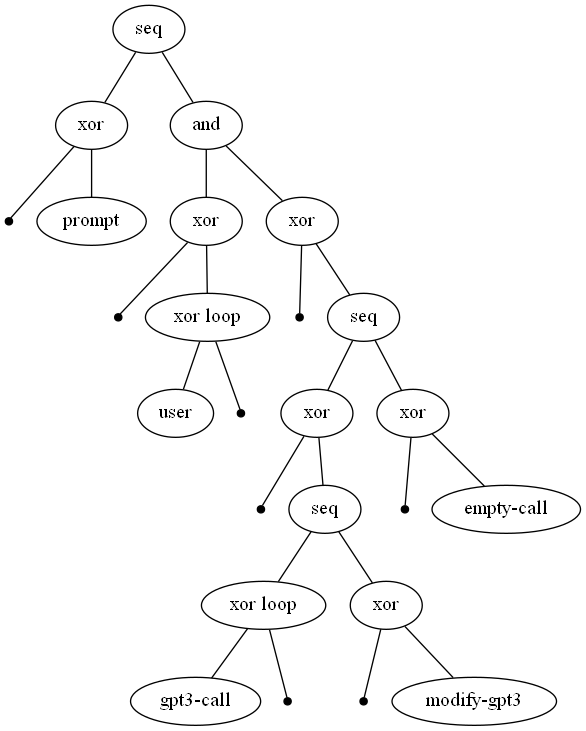 seq
xor and
prompt xor xor
xor loop seq
user xor xor
seq empty-call
xor loop xor
gpt3-call modify-gpt3